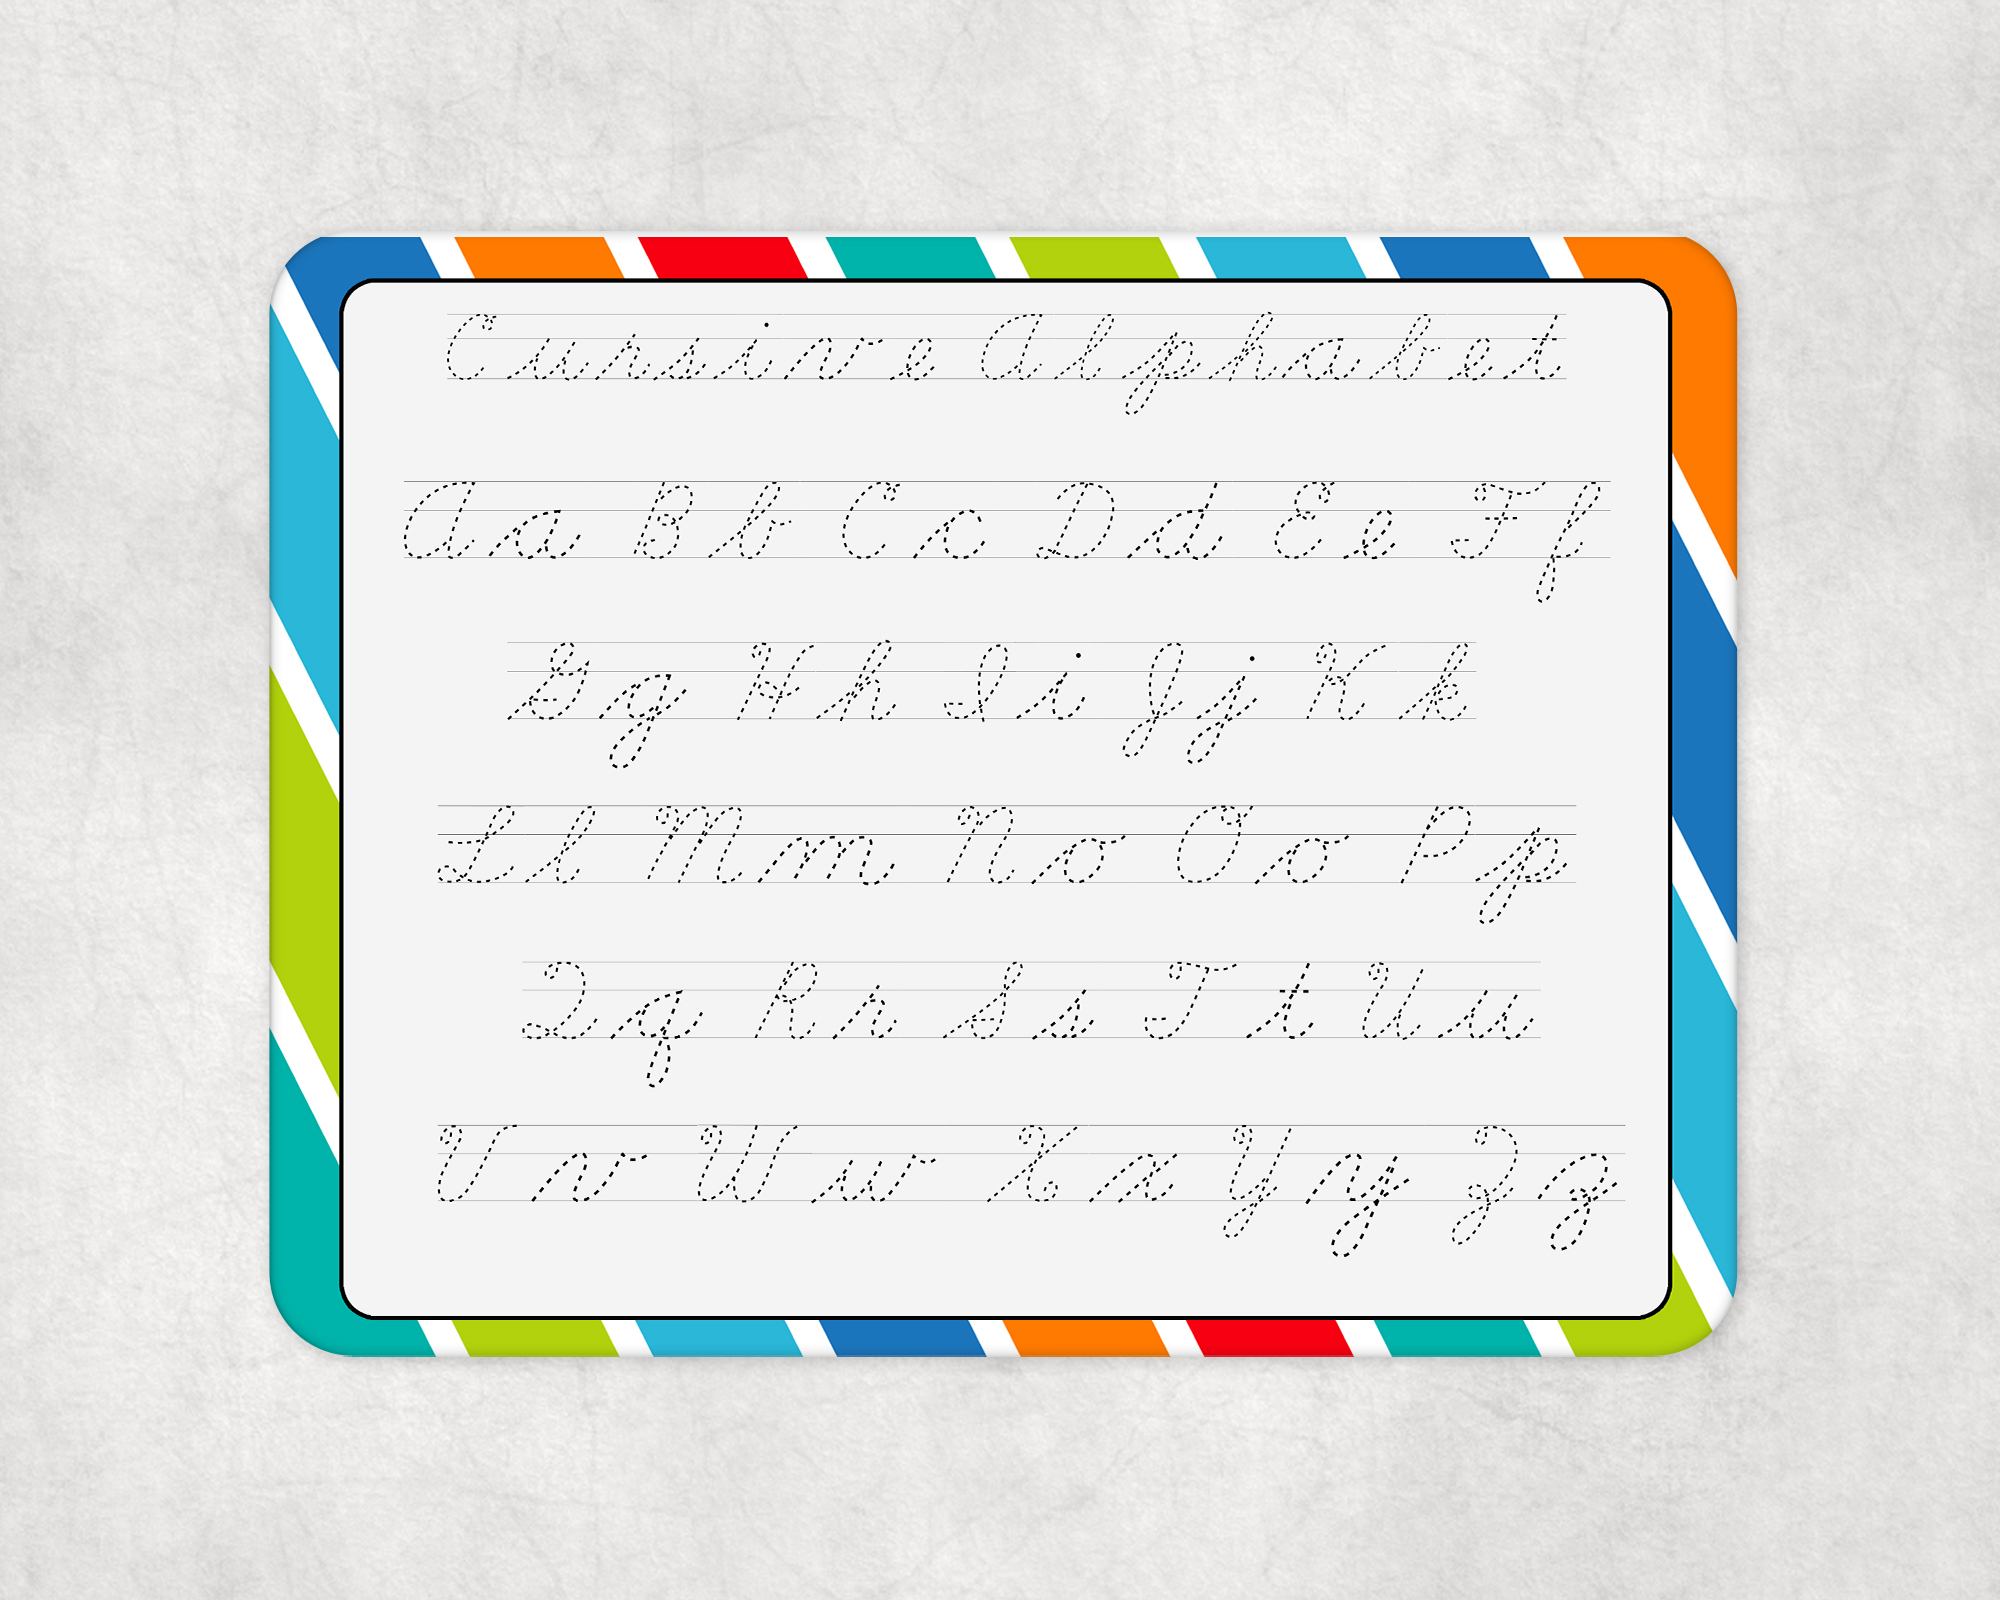 Cursive Alphabet
Aa Bb Cc Dd Ee Ff
Gg Hh Ii Jj Kk
Ll Mm Nn Oo Pp
Qq Rr Ss Tt Uu
Vv Ww Xx Yy Zz